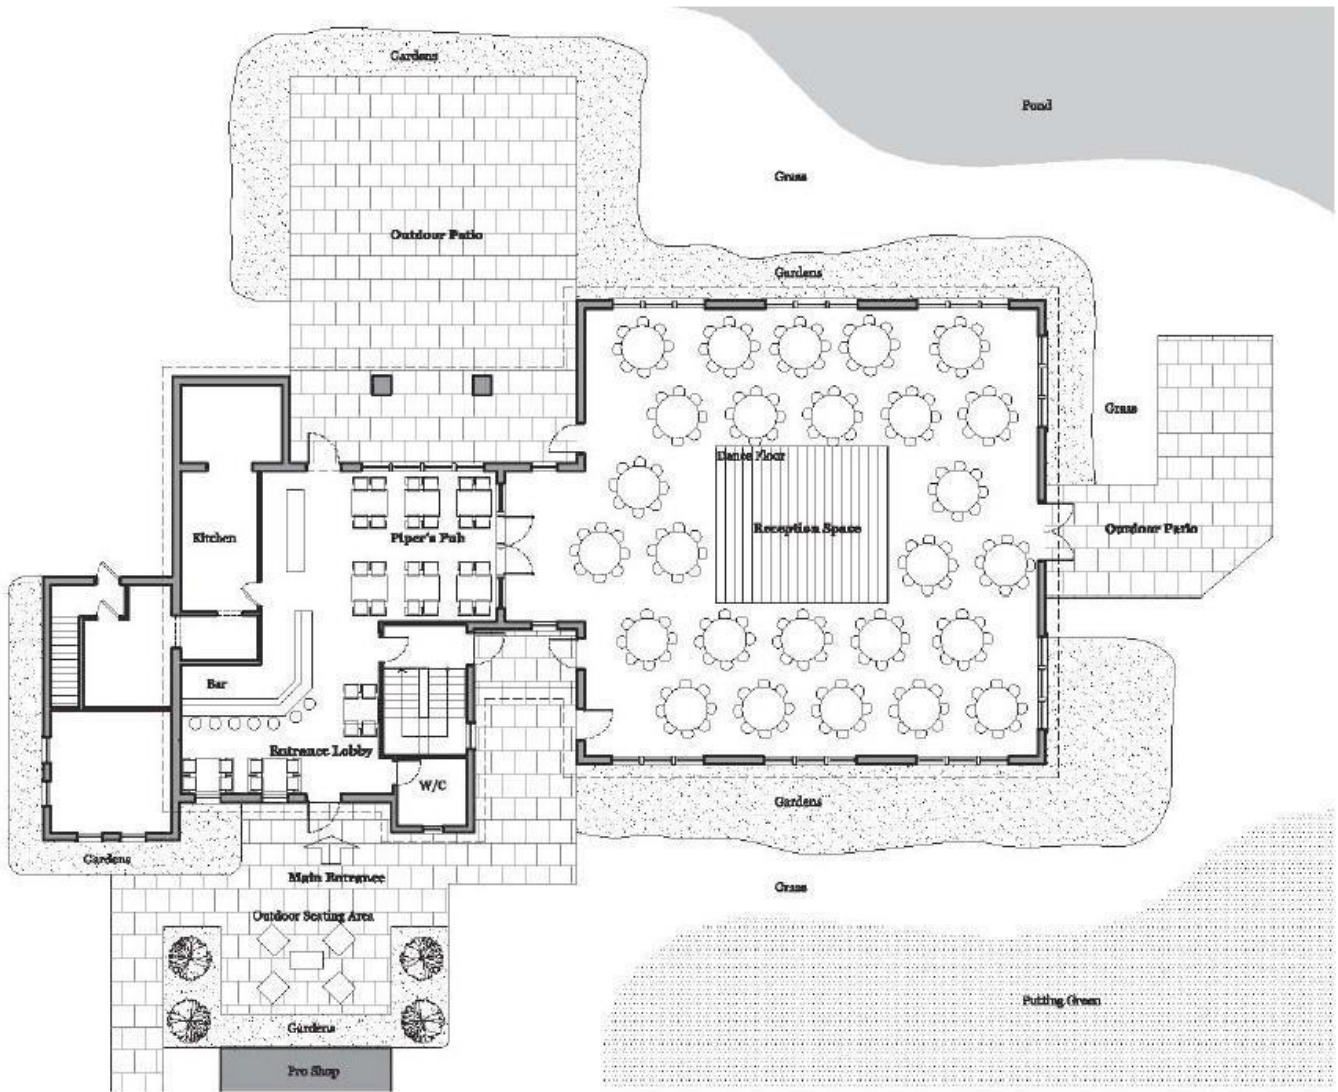 Gardens
Pond
Grass
Outdoor Patio
Gardens
Grass
Dance Floor
Reception Space
Outdoor Patio
Kitchen
Piper's Pub
Bar
Entrance Lobby
W/C
Gardens
Gardens
Main Entrance
Grass
Outdoor Seating Area
Putting Green
Gardens
Pro Shop